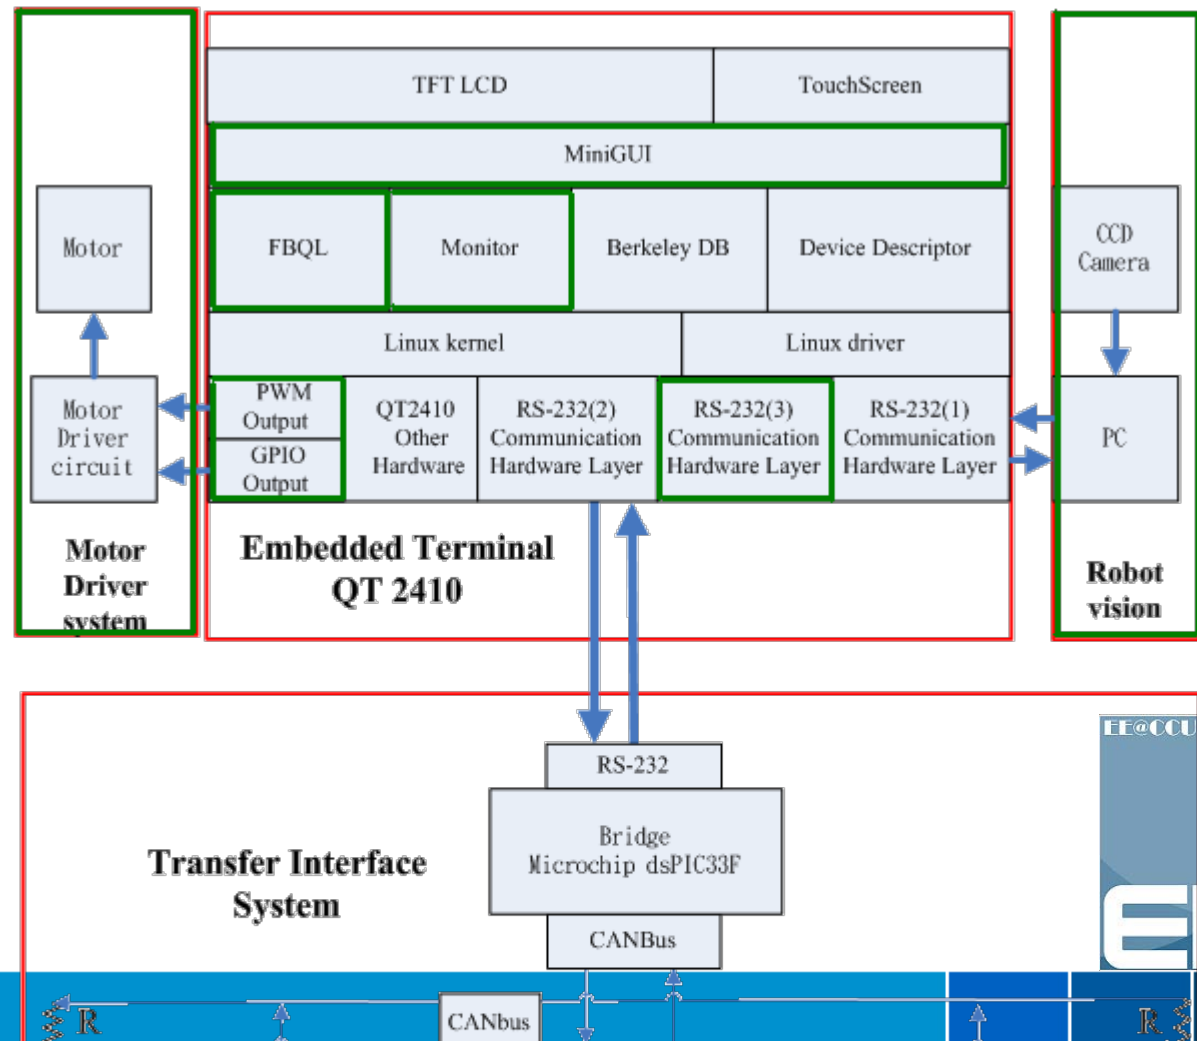 TFT LCD
TouchScreen
MiniGUI
Motor
FBQL
Monitor
Berkeley DB
Device Descriptor
CCD
Camera
Linux kernel
Linux driver
Motor
Driver
circuit
PWM
Output
GPIO
Output
QT2410
Other
Hardware
RS-232(2)
Communication
Hardware Layer
RS-232(3)
Communication
Hardware Layer
RS-232(1)
Communication
Hardware Layer
PC
Motor
Driver
system
Embedded Terminal
QT 2410
Robot
vision
EE@CCU
RS-232
Bridge
Microchip dsPIC33F
Transfer Interface
System
CANBus
R
CANbus
R